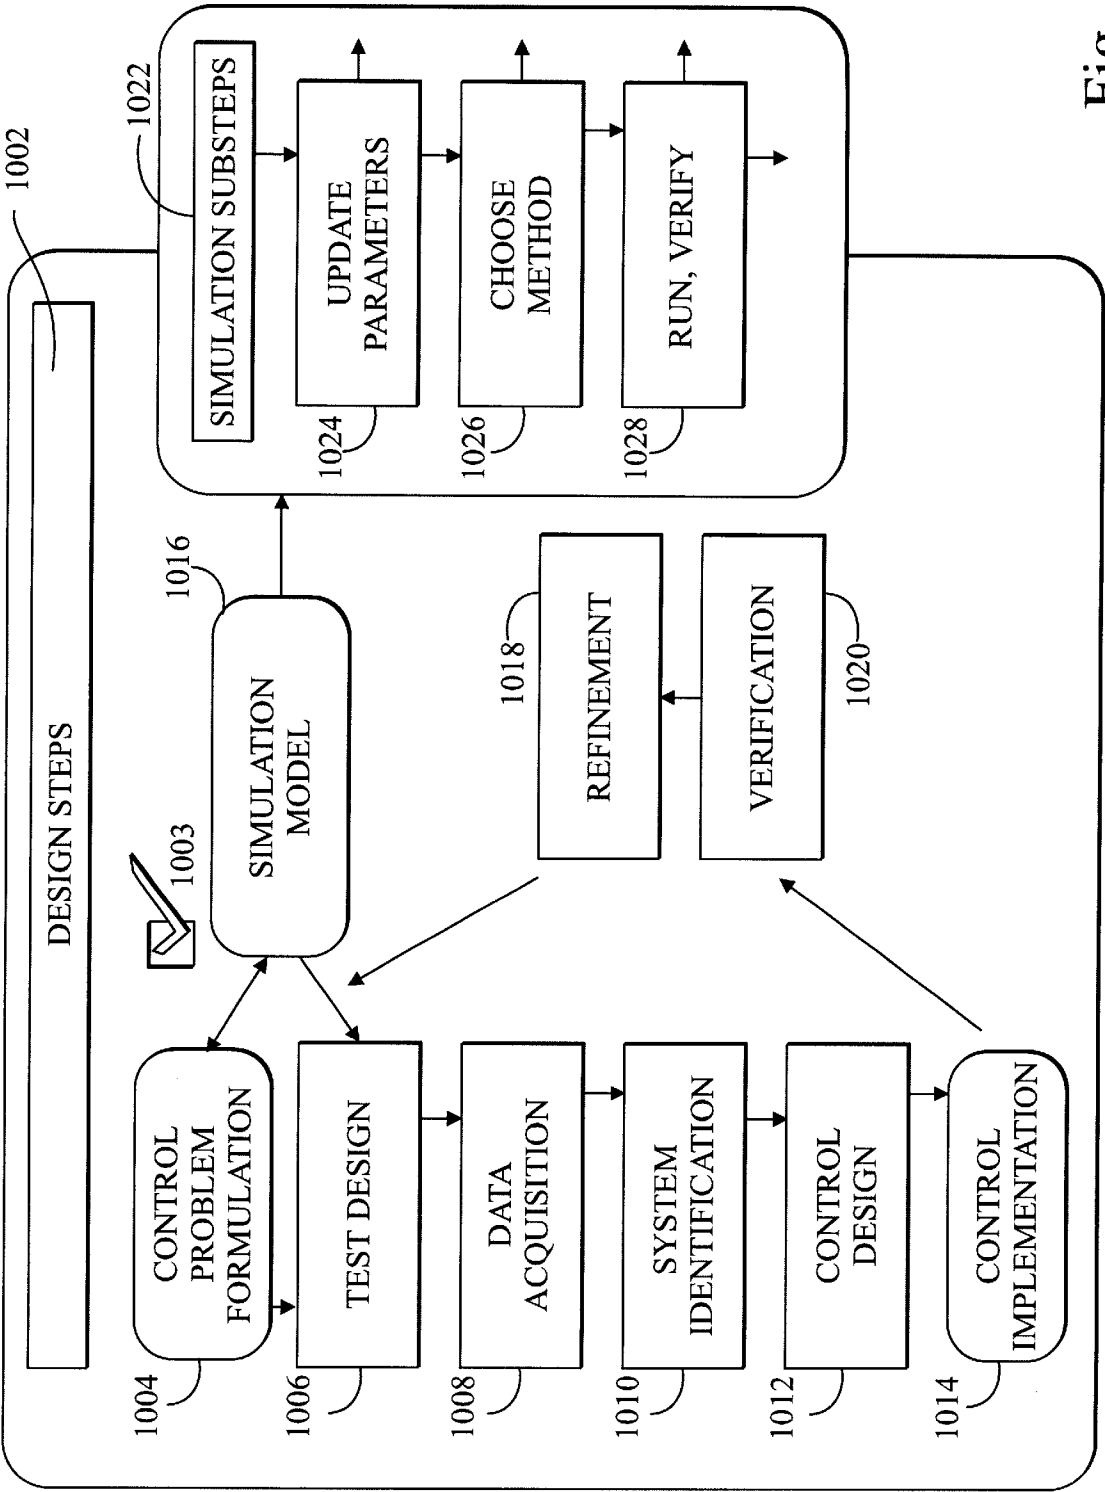 DESIGN STEPS
1002
1003
CONTROL
PROBLEM
FORMULATION
1004
TEST DESIGN
1006
DATA
ACQUISITION
1008
SYSTEM
IDENTIFICATION
1010
CONTROL
DESIGN
1012
CONTROL
IMPLEMENTATION
1014
SIMULATION
MODEL
1016
REFINEMENT
1018
VERIFICATION
1020
SIMULATION SUBSTEPS
1022
UPDATE
PARAMETERS
1024
CHOOSE
METHOD
1026
RUN, VERIFY
1028
Fig